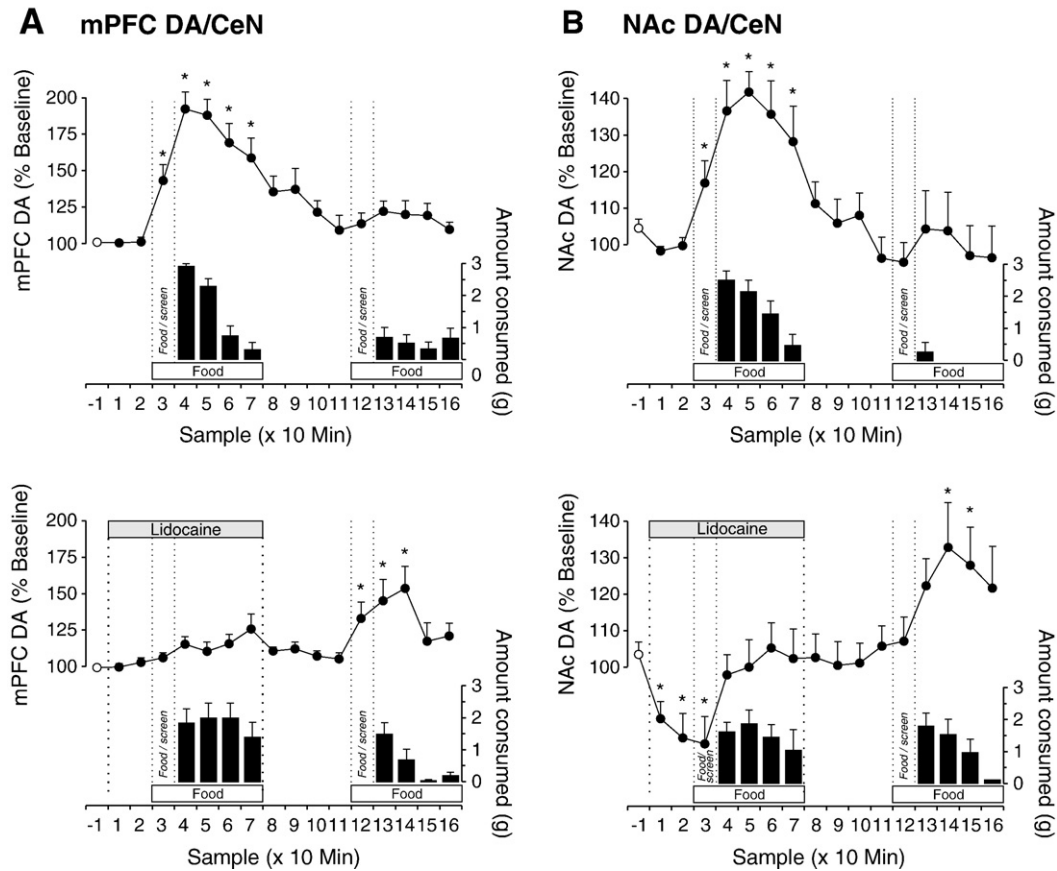 A mPFC DA/CeN
200
175
150
125
100
mPFC DA (% Baseline)
* * * * *
Food / screen
Food
Food / screen
Food
3
2
1
0
Amount consumed (g)
-1 1 2 3 4 5 6 7 8 9 10 11 12 13 14 15 16
Sample (x 10 Min)
B NAc DA/CeN
140
130
120
110
100
NAc DA (% Baseline)
* * * * *
Food / screen
Food
Food / screen
Food
3
2
1
0
Amount consumed (g)
-1 1 2 3 4 5 6 7 8 9 10 11 12 13 14 15 16
Sample (x 10 Min)
200
175
150
125
100
mPFC DA (% Baseline)
Lidocaine
* * *
Food / screen
Food
Food / screen
Food
3
2
1
0
Amount consumed (g)
-1 1 2 3 4 5 6 7 8 9 10 11 12 13 14 15 16
Sample (x 10 Min)
140
130
120
110
100
NAc DA (% Baseline)
Lidocaine
* * * * *
Food/
screen
Food
Food / screen
Food
3
2
1
0
Amount consumed (g)
-1 1 2 3 4 5 6 7 8 9 10 11 12 13 14 15 16
Sample (x 10 Min)